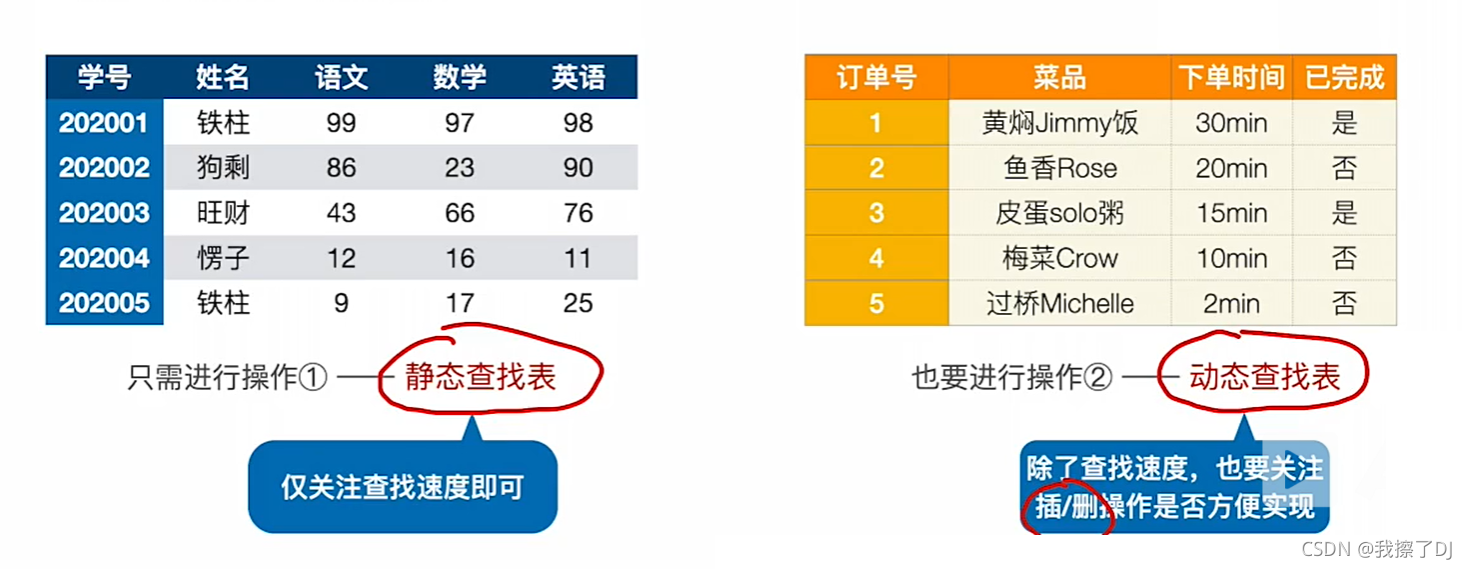 学号 姓名 语文 数学 英语
202001 铁柱 99 97 98
202002 狗剩 86 23 90
202003 旺财 43 66 76
202004 愣子 12 16 11
202005 铁柱 9 17 25
只需进行操作① 静态查找表
仅关注查找速度即可
订单号 菜品 下单时间 已完成
1 黄焖Jimmy饭 30min 是
2 鱼香Rose 20min 否
3 皮蛋solo粥 15min 是
4 梅菜Crow 10min 否
5 过桥Michelle 2min 否
也要进行操作② 动态查找表
除了查找速度，也要关注
插/删操作是否方便实现
CSDN @我擦了DJ